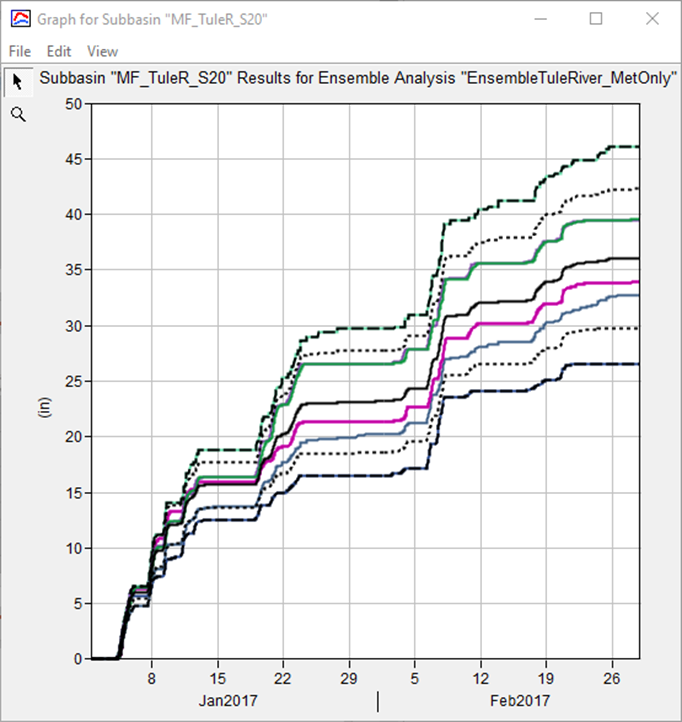 Graph for Subbasin "MF_TuleR_S20"
File Edit View
Subbasin "MF_TuleR_S20" Results for Ensemble Analysis "EnsembleTuleRiver_MetOnly"
50
45
40
35
30
25
20
15
10
5
0
(in)
8 15 22 29 5 12 19 26
Jan2017 Feb2017